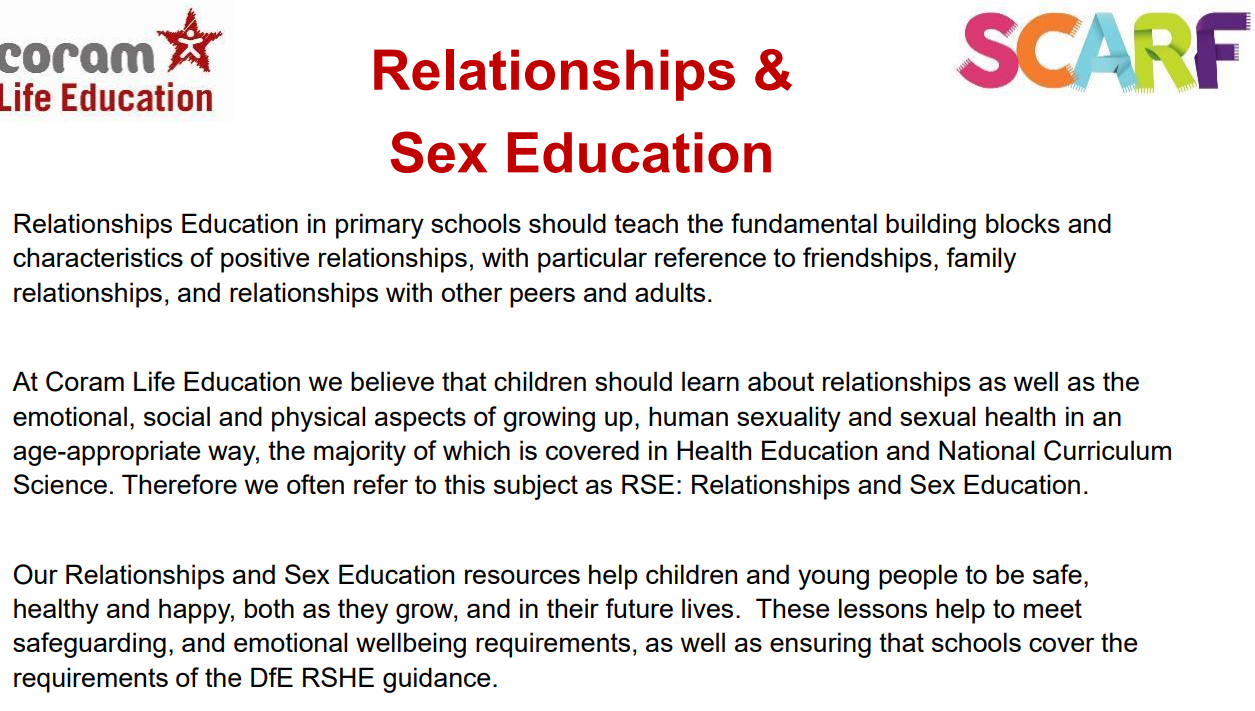 coram
Life Education
SCARF
Relationships &
Sex Education
Relationships Education in primary schools should teach the fundamental building blocks and
characteristics of positive relationships, with particular reference to friendships, family
relationships, and relationships with other peers and adults.
At Coram Life Education we believe that children should learn about relationships as well as the
emotional, social and physical aspects of growing up, human sexuality and sexual health in an
age-appropriate way, the majority of which is covered in Health Education and National Curriculum
Science. Therefore we often refer to this subject as RSE: Relationships and Sex Education.
Our Relationships and Sex Education resources help children and young people to be safe,
healthy and happy, both as they grow, and in their future lives.  These lessons help to meet
safeguarding, and emotional wellbeing requirements, as well as ensuring that schools cover the
requirements of the DfE RSHE guidance.